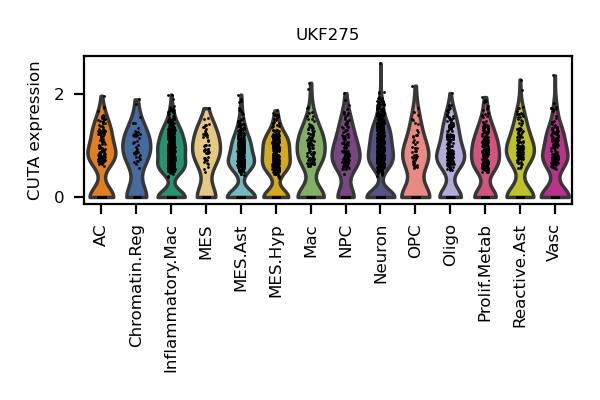 UKF275
CUTA expression
2
0
AC
Chromatin.Reg
Inflammatory.Mac
MES
MES.Ast
MES.Hyp
Mac
NPC
Neuron
OPC
Oligo
Prolif.Metab
Reactive.Ast
Vasc